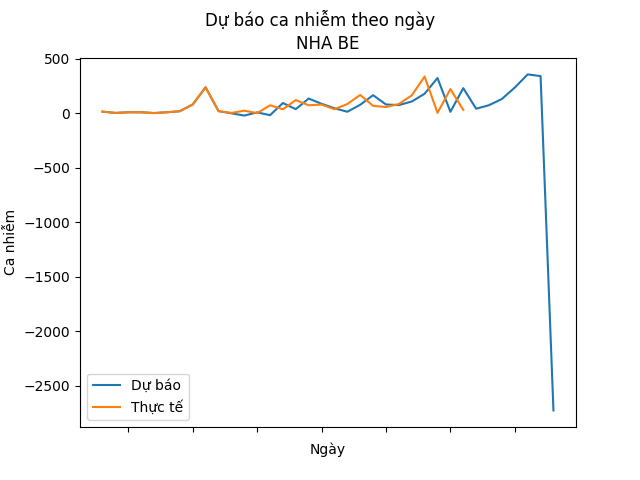 Dự báo ca nhiễm theo ngày
NHA BE
Ca nhiễm
500
0
−500
−1000
−1500
−2000
−2500
Dự báo
Thực tế
Ngày